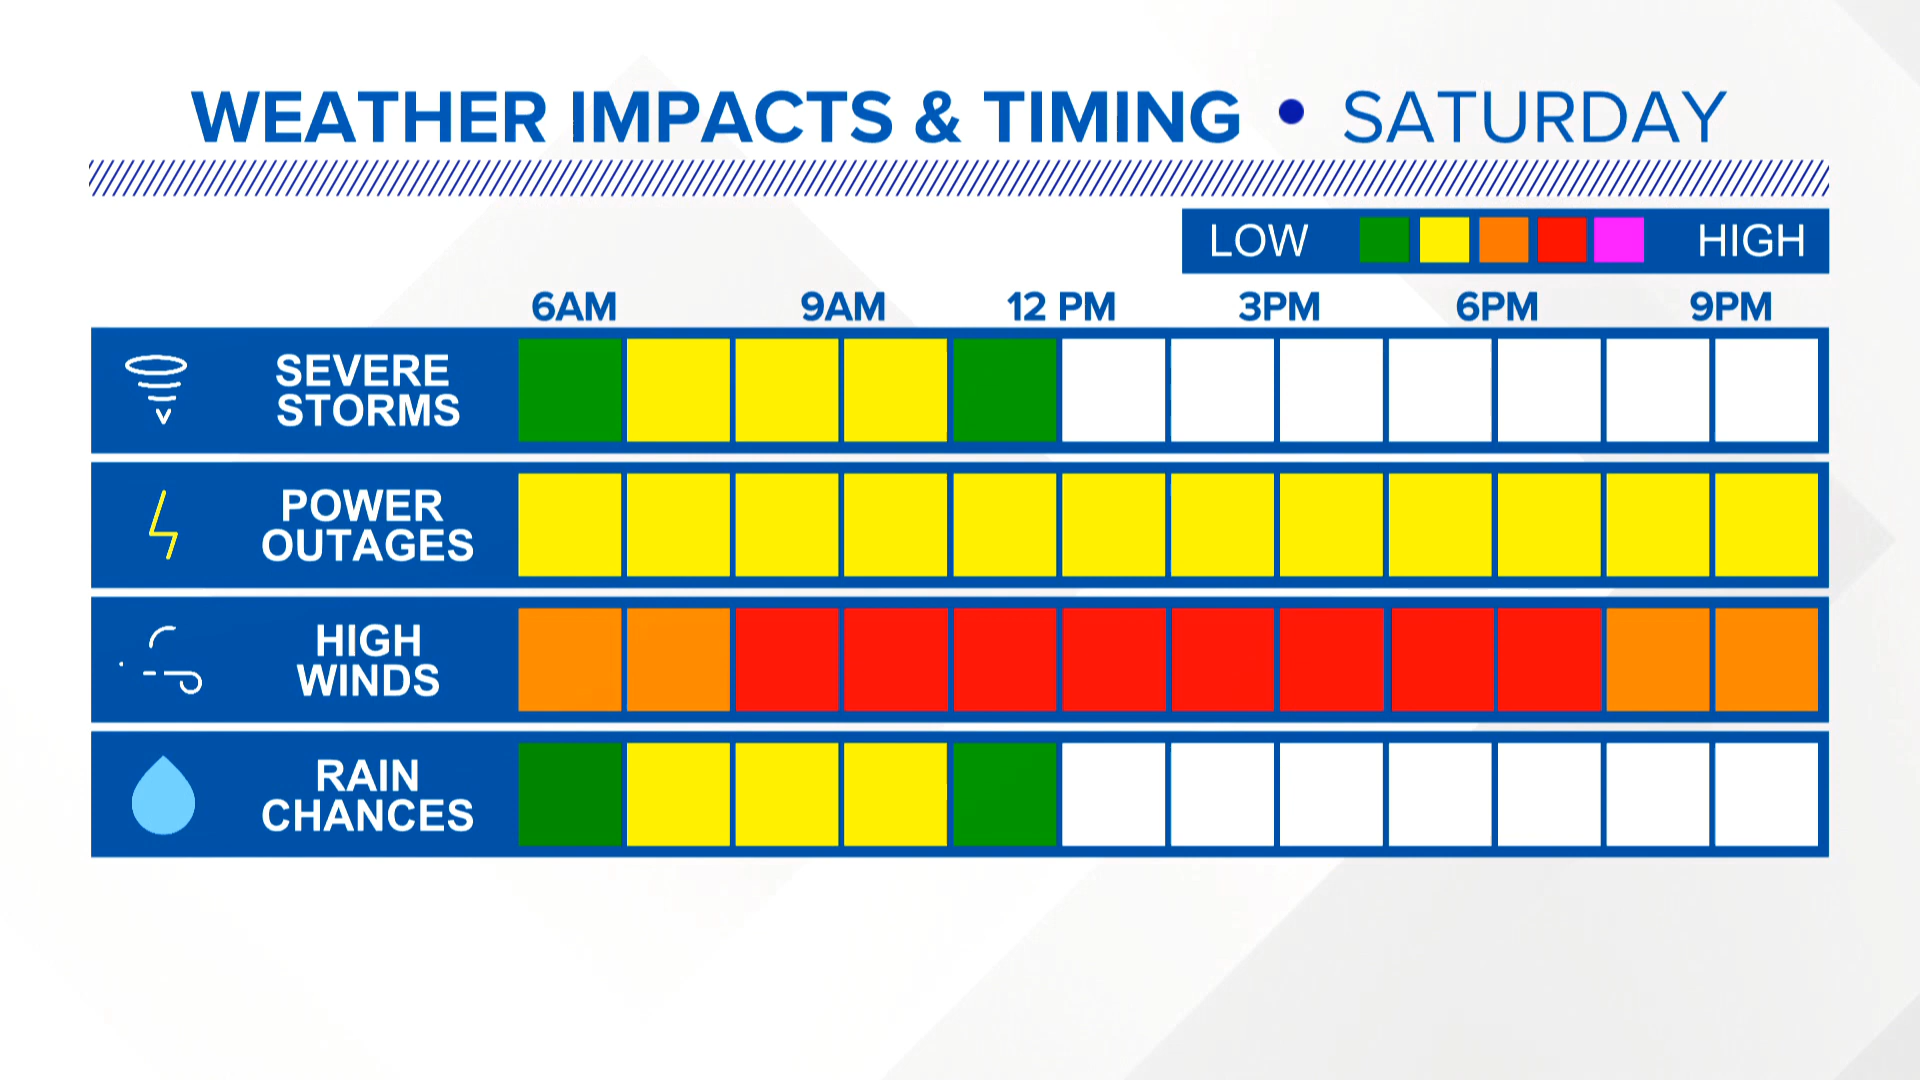 WEATHER IMPACTS & TIMING • SATURDAY
LOW HIGH
6AM 9AM 12 PM 3PM 6PM 9PM
SEVERE
STORMS
POWER
OUTAGES
HIGH
WINDS
RAIN
CHANCES